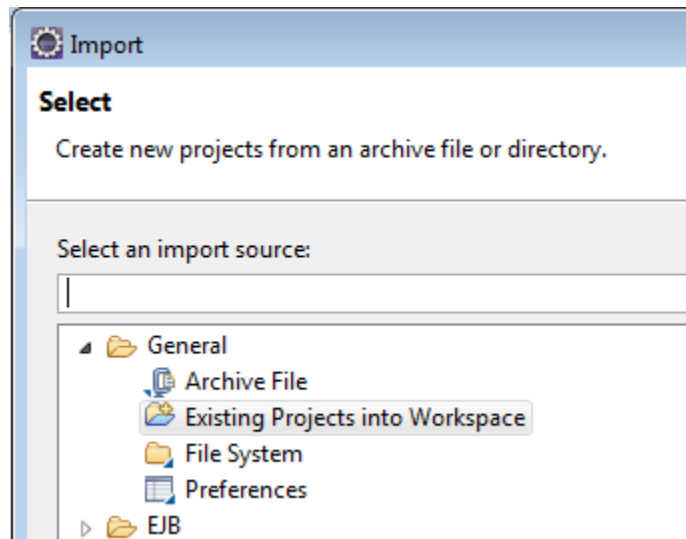 Import
Select
Create new projects from an archive file or directory.
Select an import source:
General
Archive File
Existing Projects into Workspace
File System
Preferences
EJB